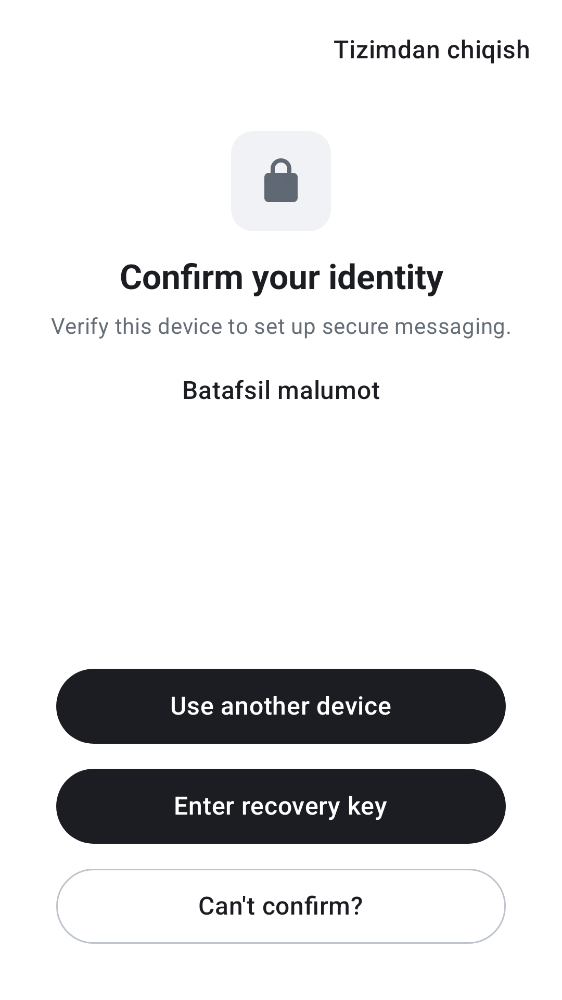 Tizimdan chiqish
Confirm your identity
Verify this device to set up secure messaging.
Batafsil malumot
Use another device
Enter recovery key
Can't confirm?